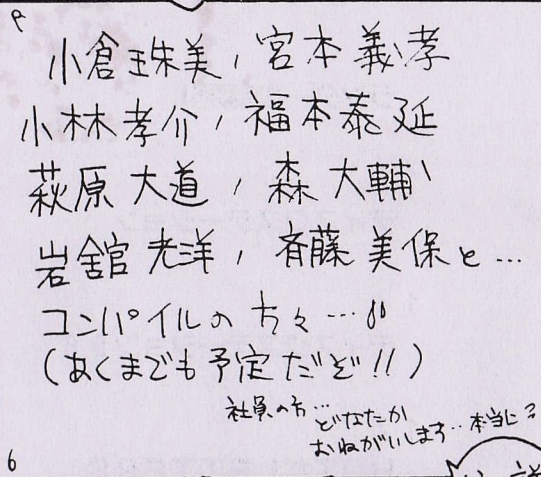 小倉珠美, 宮本義孝
小林孝介, 福本泰延
萩原大道, 森 大輔
岩舘 光洋, 斉藤 美保と…
コンパイルの方々…
(あくまでも予定だぞ!!)
社員の方…
どなたか
おねがいします…本当に?
6